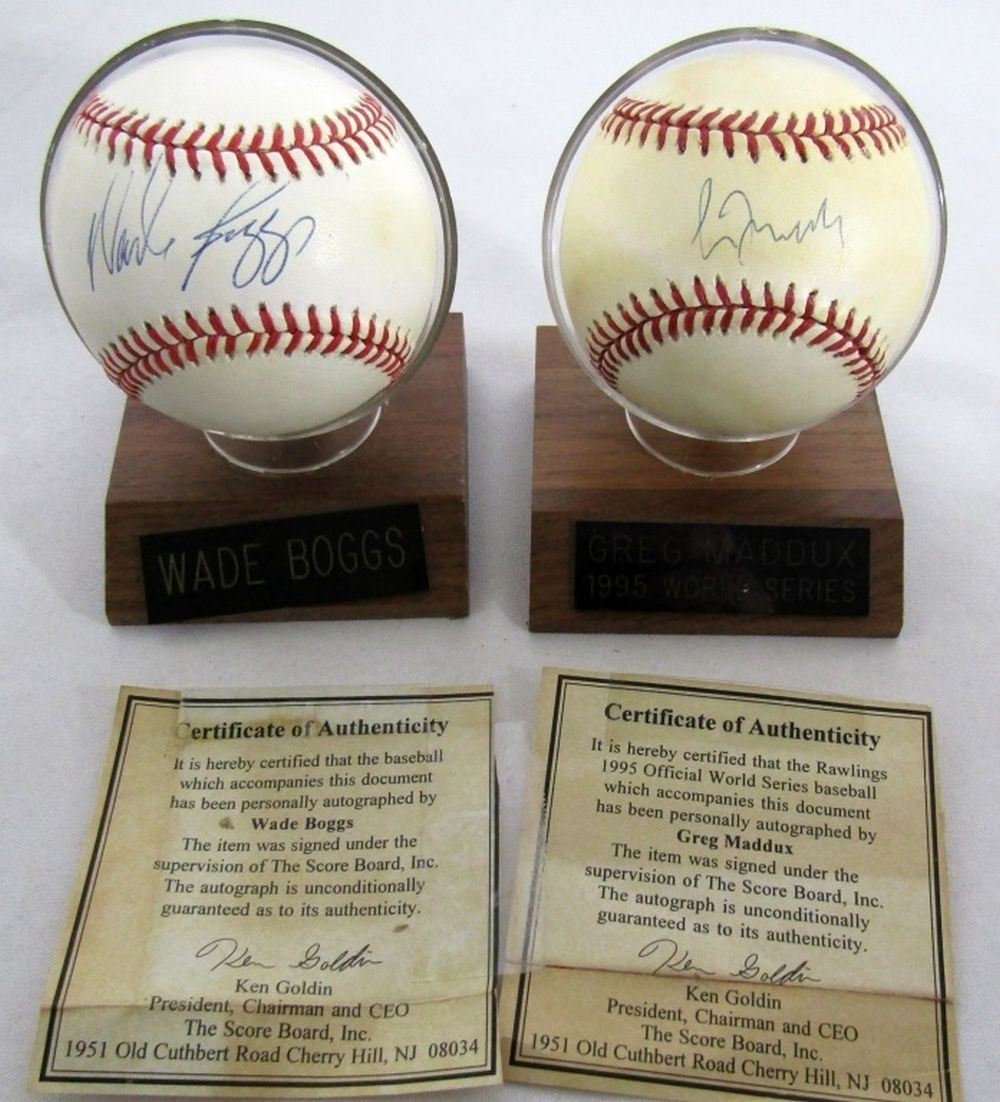 Wade Boggs
WADE BOGGS
GREG MADDUX
1995 WORLD SERIES
Certificate of Authenticity
It is hereby certified that the baseball
which accompanies this document
has been personally autographed by
Wade Boggs
The item was signed under the
supervision of The Score Board, Inc.
The autograph is unconditionally
guaranteed as to its authenticity.
Ken Goldin
Ken Goldin
President, Chairman and CEO
The Score Board, Inc.
1951 Old Cuthbert Road Cherry Hill, NJ 08034
Certificate of Authenticity
It is hereby certified that the Rawlings
1995 Official World Series baseball
which accompanies this document
has been personally autographed by
Greg Maddux
The item was signed under the
supervision of The Score Board, Inc.
The autograph is unconditionally
guaranteed as to its authenticity.
Ken Goldin
Ken Goldin
President, Chairman and CEO
The Score Board, Inc.
1951 Old Cuthbert Road Cherry Hill, NJ 08034